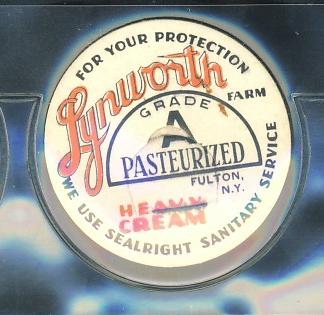 FOR YOUR PROTECTION
Lynworth
FARM
GRADE
A
PASTEURIZED
FULTON,
N.Y.
HEAVY
CREAM
WE USE SEALRIGHT SANITARY SERVICE